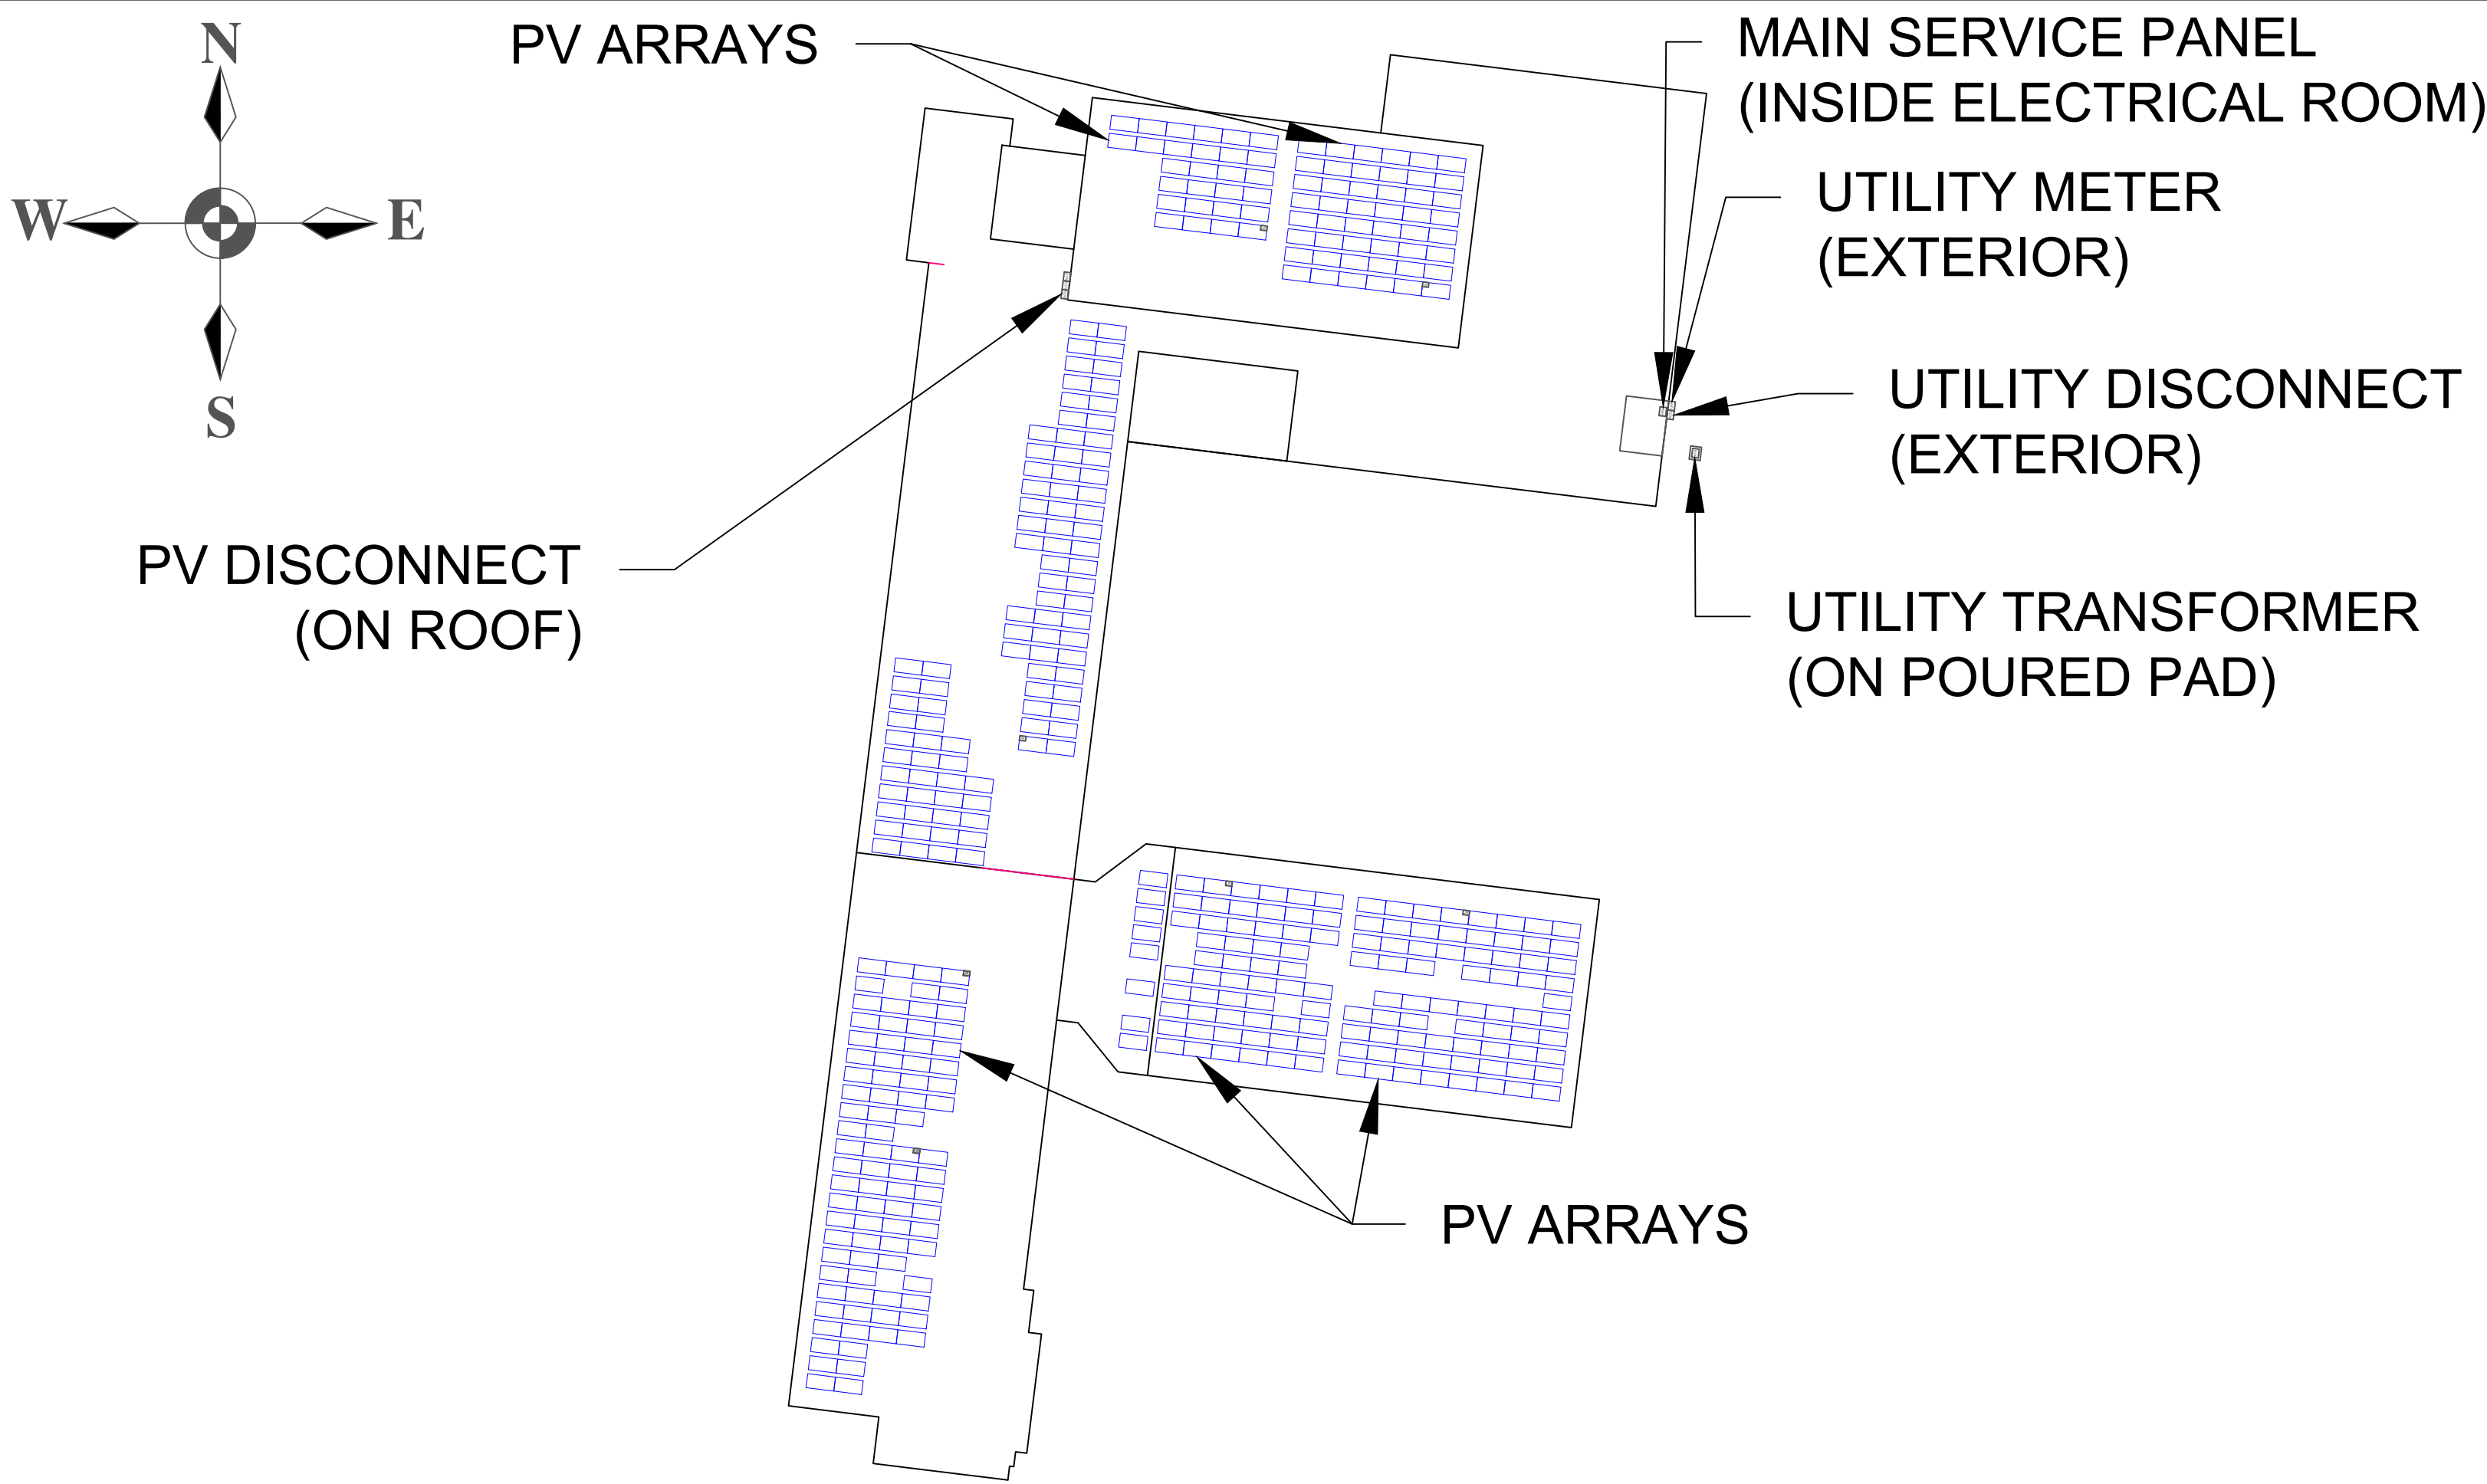 N
W
E
S
PV ARRAYS
MAIN SERVICE PANEL
(INSIDE ELECTRICAL ROOM)
UTILITY METER
(EXTERIOR)
UTILITY DISCONNECT
(EXTERIOR)
PV DISCONNECT
(ON ROOF)
UTILITY TRANSFORMER
(ON POURED PAD)
PV ARRAYS